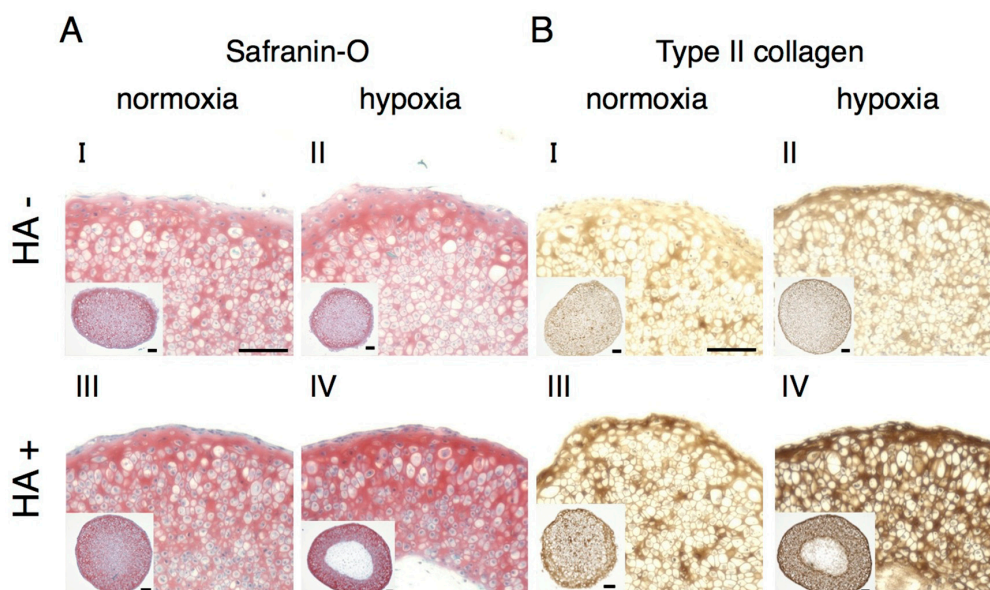 A
B
Safranin-O
Type II collagen
normoxia
hypoxia
normoxia
hypoxia
I
II
I
II
HA -
III
IV
III
IV
HA +